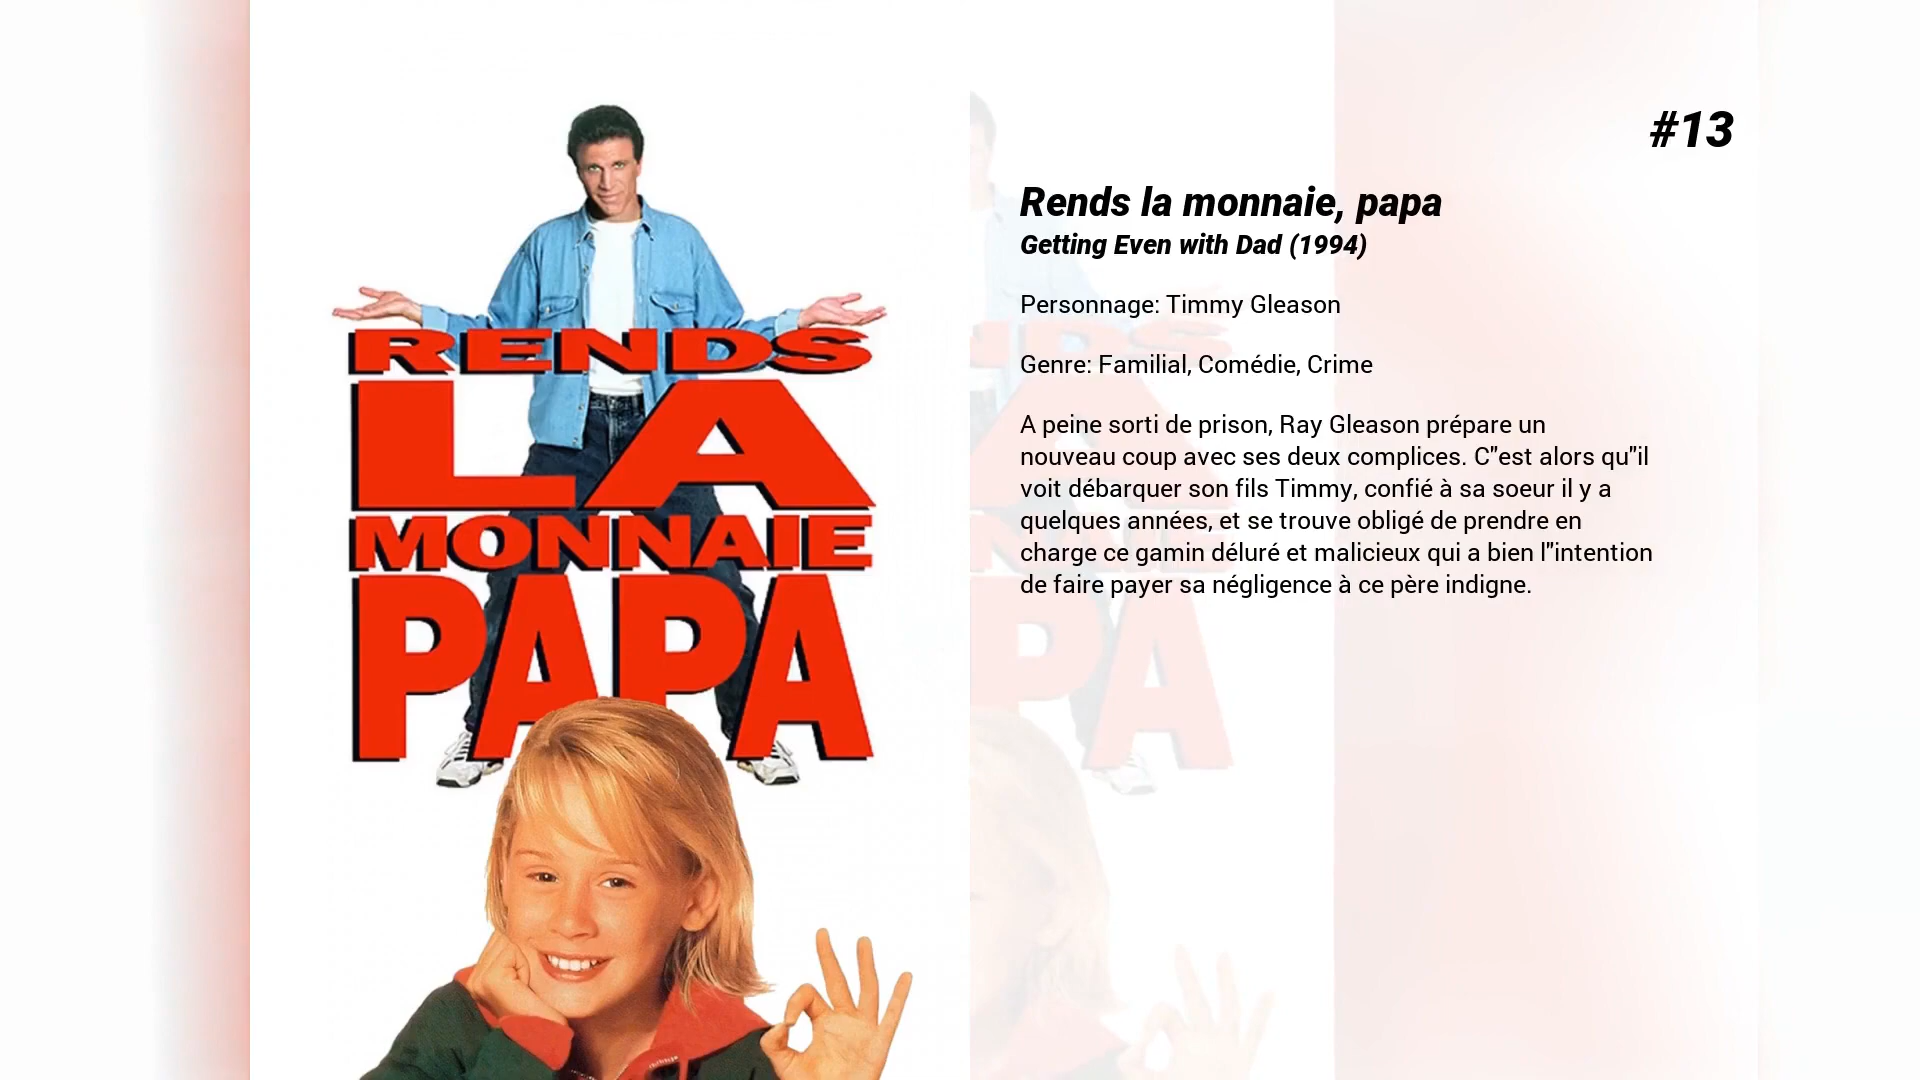 RENDS
LA
MONNAIE
PAPA
#13
Rends la monnaie, papa
Getting Even with Dad (1994)
Personnage: Timmy Gleason
Genre: Familial, Comédie, Crime
A peine sorti de prison, Ray Gleason prépare un
nouveau coup avec ses deux complices. C"est alors qu"il
voit débarquer son fils Timmy, confié à sa soeur il y a
quelques années, et se trouve obligé de prendre en
charge ce gamin déluré et malicieux qui a bien l"intention
de faire payer sa négligence à ce père indigne.